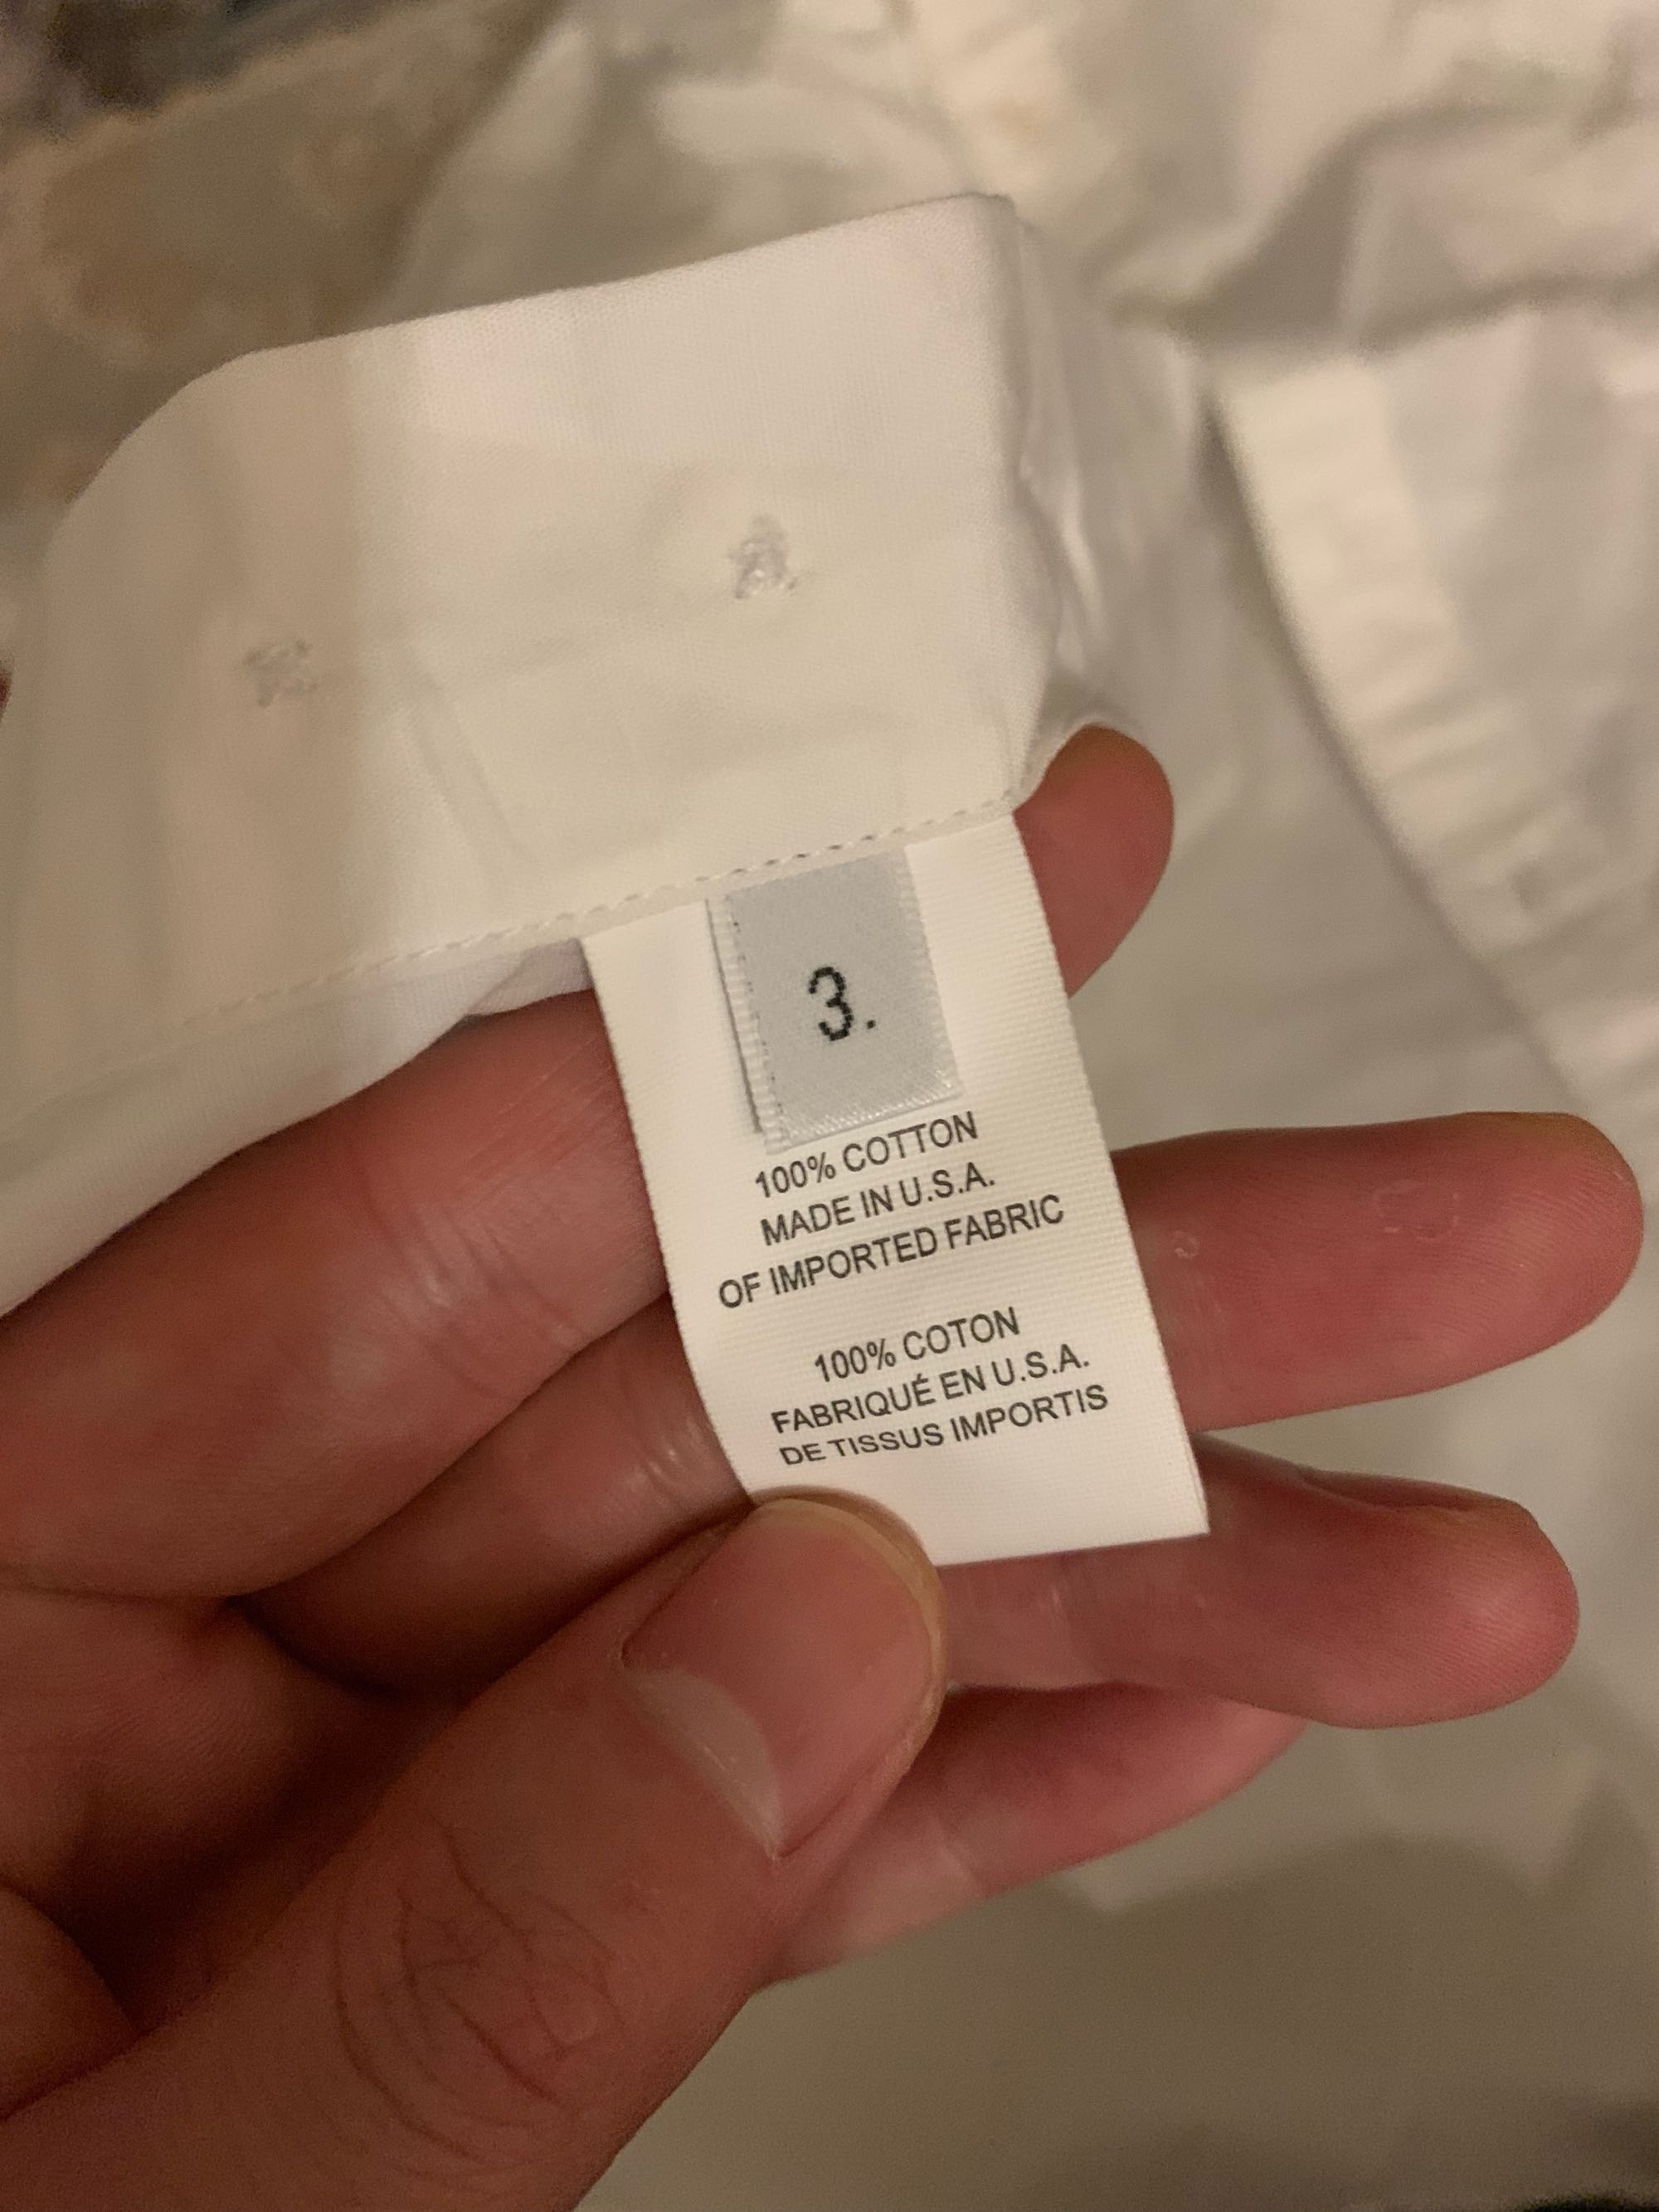 3.
100% COTTON
MADE IN U.S.A.
OF IMPORTED FABRIC
100% COTON
FABRIQUÉ EN U.S.A.
DE TISSUS IMPORTIS